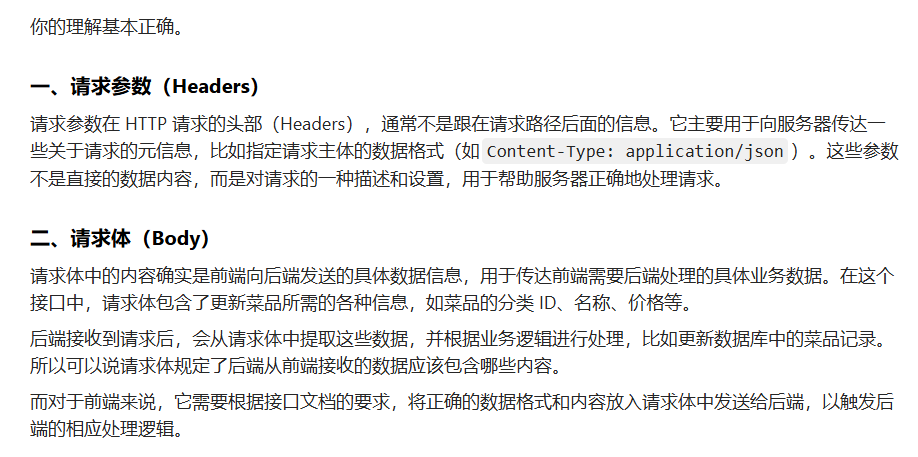 你的理解基本正确。
一、请求参数（Headers）
请求参数在 HTTP 请求的头部（Headers），通常不是跟在请求路径后面的信息。它主要用于向服务器传达一
些关于请求的元信息，比如指定请求主体的数据格式（如 Content-Type: application/json ）。这些参数
不是直接的数据内容，而是对请求的一种描述和设置，用于帮助服务器正确地处理请求。
二、请求体（Body）
请求体中的内容确实是前端向后端发送的具体数据信息，用于传达前端需要后端处理的具体业务数据。在这个
接口中，请求体包含了更新菜品所需的各种信息，如菜品的分类 ID、名称、价格等。
后端接收到请求后，会从请求体中提取这些数据，并根据业务逻辑进行处理，比如更新数据库中的菜品记录。
所以可以说请求体规定了后端从前端接收的数据应该包含哪些内容。
而对于前端来说，它需要根据接口文档的要求，将正确的数据格式和内容放入请求体中发送给后端，以触发后
端的相应处理逻辑。